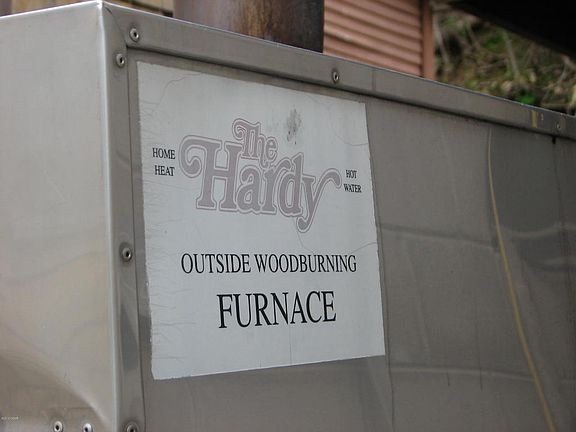 The
Hardy
HOME
HEAT
HOT
WATER
OUTSIDE WOODBURNING
FURNACE